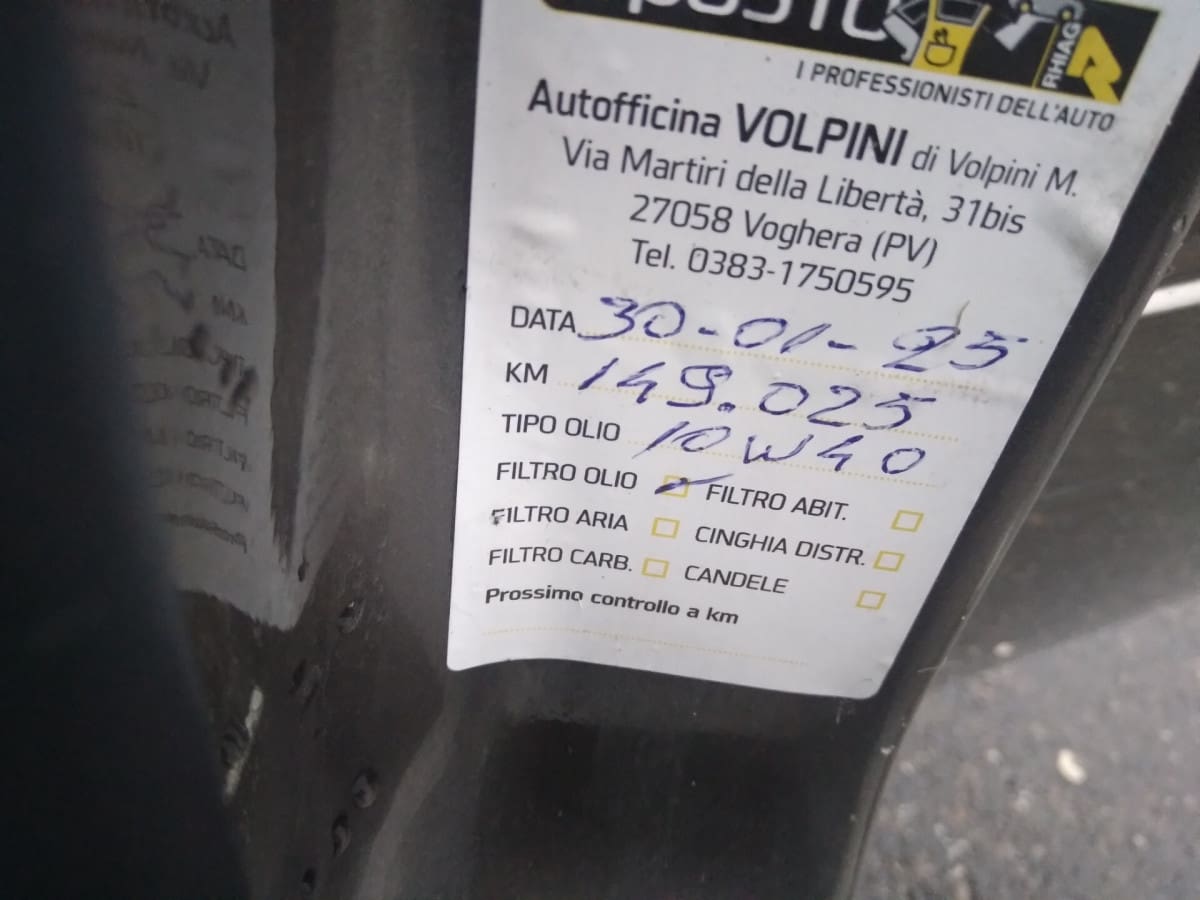 posto
RHIAG
I PROFESSIONISTI DELL'AUTO
Autofficina VOLPINI di Volpini M.
Via Martiri della Libertà, 31bis
27058 Voghera (PV)
Tel. 0383-1750595
DATA 30-01-25
KM 149.025
TIPO OLIO 10W40
FILTRO OLIO FILTRO ABIT.
FILTRO ARIA CINGHIA DISTR.
FILTRO CARB. CANDELE
Prossimo controllo a km